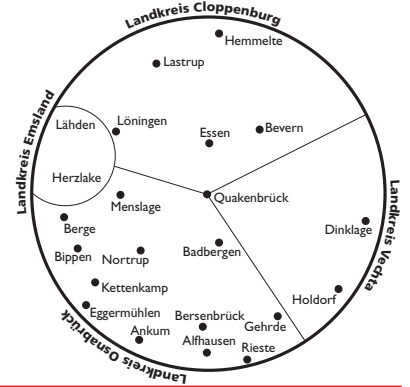 Landkreis Cloppenburg
Hemmelte
Lastrup
Landkreis Emsland
Lähden
Löningen
Essen
Bevern
Herzlake
Menslage
Quakenbrück
Landkreis Vechta
Berge
Dinklage
Badbergen
Bippen
Nortrup
Kettenkamp
Holdorf
Eggermühlen
Bersenbrück
Gehrde
Ankum
Alfhausen
Rieste
Landkreis Osnabrück